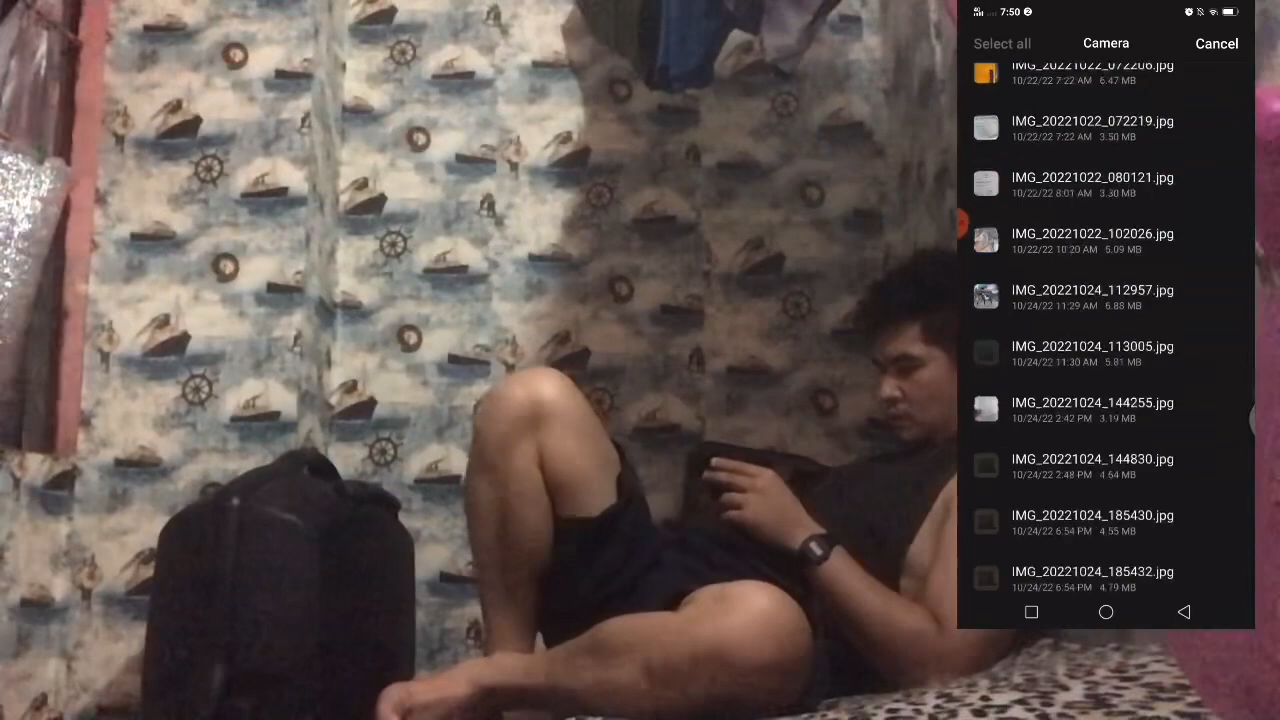 7:50
Select all Camera Cancel
IMG_20221022_072206.jpg
10/22/22 7:22 AM 6.47 MB
IMG_20221022_072219.jpg
10/22/22 7:22 AM 3.50 MB
IMG_20221022_080121.jpg
10/22/22 8:01 AM 3.30 MB
IMG_20221022_102026.jpg
10/22/22 10:20 AM 5.09 MB
IMG_20221024_112957.jpg
10/24/22 11:29 AM 6.88 MB
IMG_20221024_113005.jpg
10/24/22 11:30 AM 5.81 MB
IMG_20221024_144255.jpg
10/24/22 2:42 PM 3.19 MB
IMG_20221024_144830.jpg
10/24/22 2:48 PM 4.64 MB
IMG_20221024_185430.jpg
10/24/22 6:54 PM 4.55 MB
IMG_20221024_185432.jpg
10/24/22 6:54 PM 4.79 MB